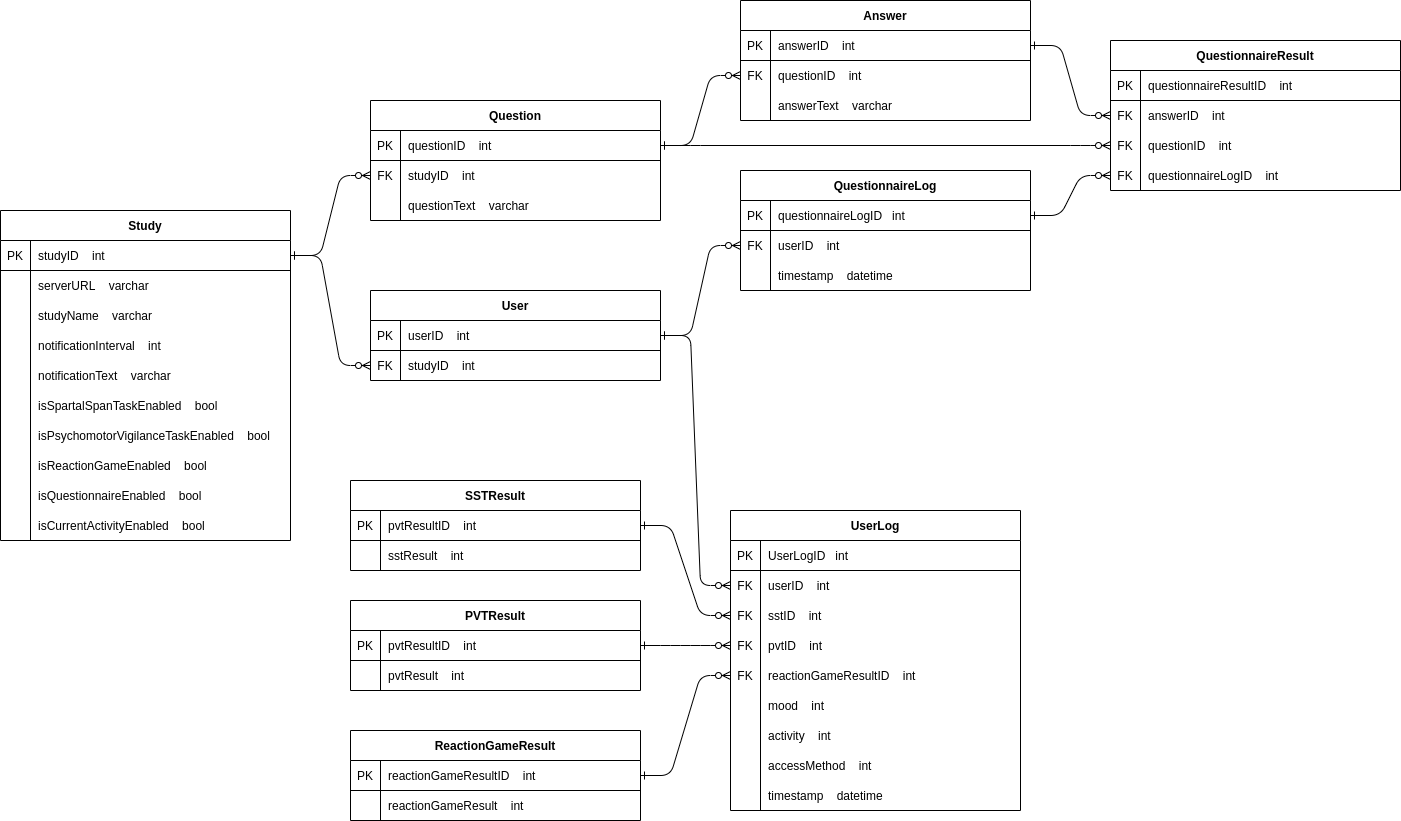 Study
PK studyID int
serverURL varchar
studyName varchar
notificationInterval int
notificationText varchar
isSpartalSpanTaskEnabled bool
isPsychomotorVigilanceTaskEnabled bool
isReactionGameEnabled bool
isQuestionnaireEnabled bool
isCurrentActivityEnabled bool
Question
PK questionID int
FK studyID int
questionText varchar
User
PK userID int
FK studyID int
SSTResult
PK pvtResultID int
sstResult int
PVTResult
PK pvtResultID int
pvtResult int
ReactionGameResult
PK reactionGameResultID int
reactionGameResult int
Answer
PK answerID int
FK questionID int
answerText varchar
QuestionnaireLog
PK questionnaireLogID int
FK userID int
timestamp datetime
UserLog
PK UserLogID int
FK userID int
FK sstID int
FK pvtID int
FK reactionGameResultID int
mood int
activity int
accessMethod int
timestamp datetime
QuestionnaireResult
PK questionnaireResultID int
FK answerID int
FK questionID int
FK questionnaireLogID int